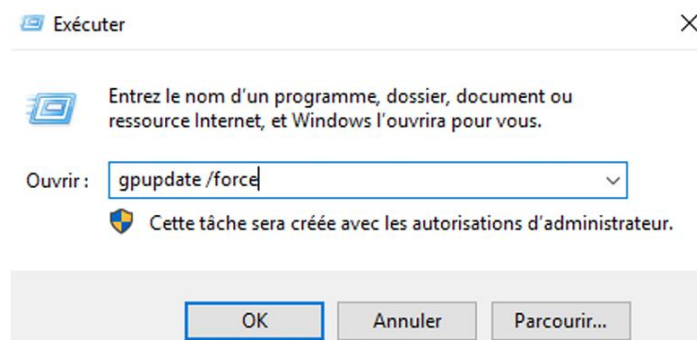 Exécuter
Entrez le nom d'un programme, dossier, document ou
ressource Internet, et Windows l'ouvrira pour vous.
Ouvrir : gpupdate /force
Cette tâche sera créée avec les autorisations d'administrateur.
OK Annuler Parcourir...